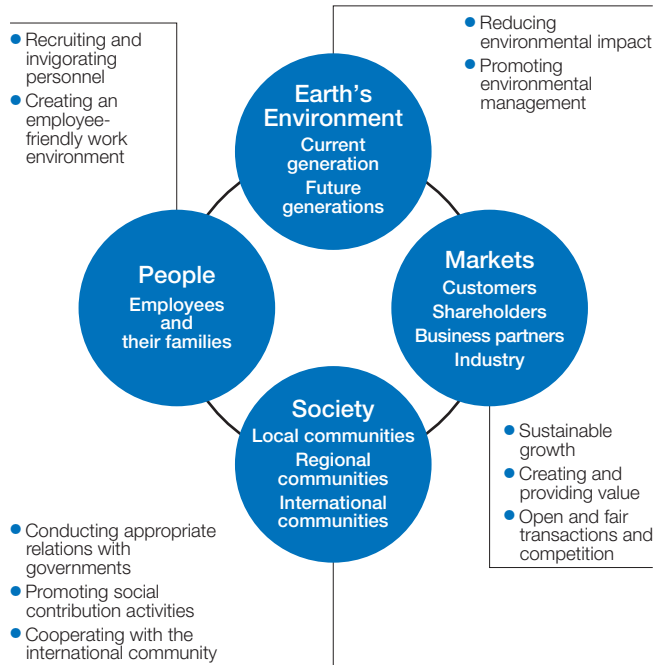 ● Recruiting and
invigorating
personnel
● Creating an
employee-
friendly work
environment
● Reducing
environmental impact
● Promoting
environmental
management
Earth's
Environment
Current
generation
Future
generations
People
Employees
and
their families
Markets
Customers
Shareholders
Business partners
Industry
Society
Local communities
Regional
communities
International
communities
● Sustainable
growth
● Creating and
providing value
● Open and fair
transactions and
competition
● Conducting appropriate
relations with
governments
● Promoting social
contribution activities
● Cooperating with the
international community